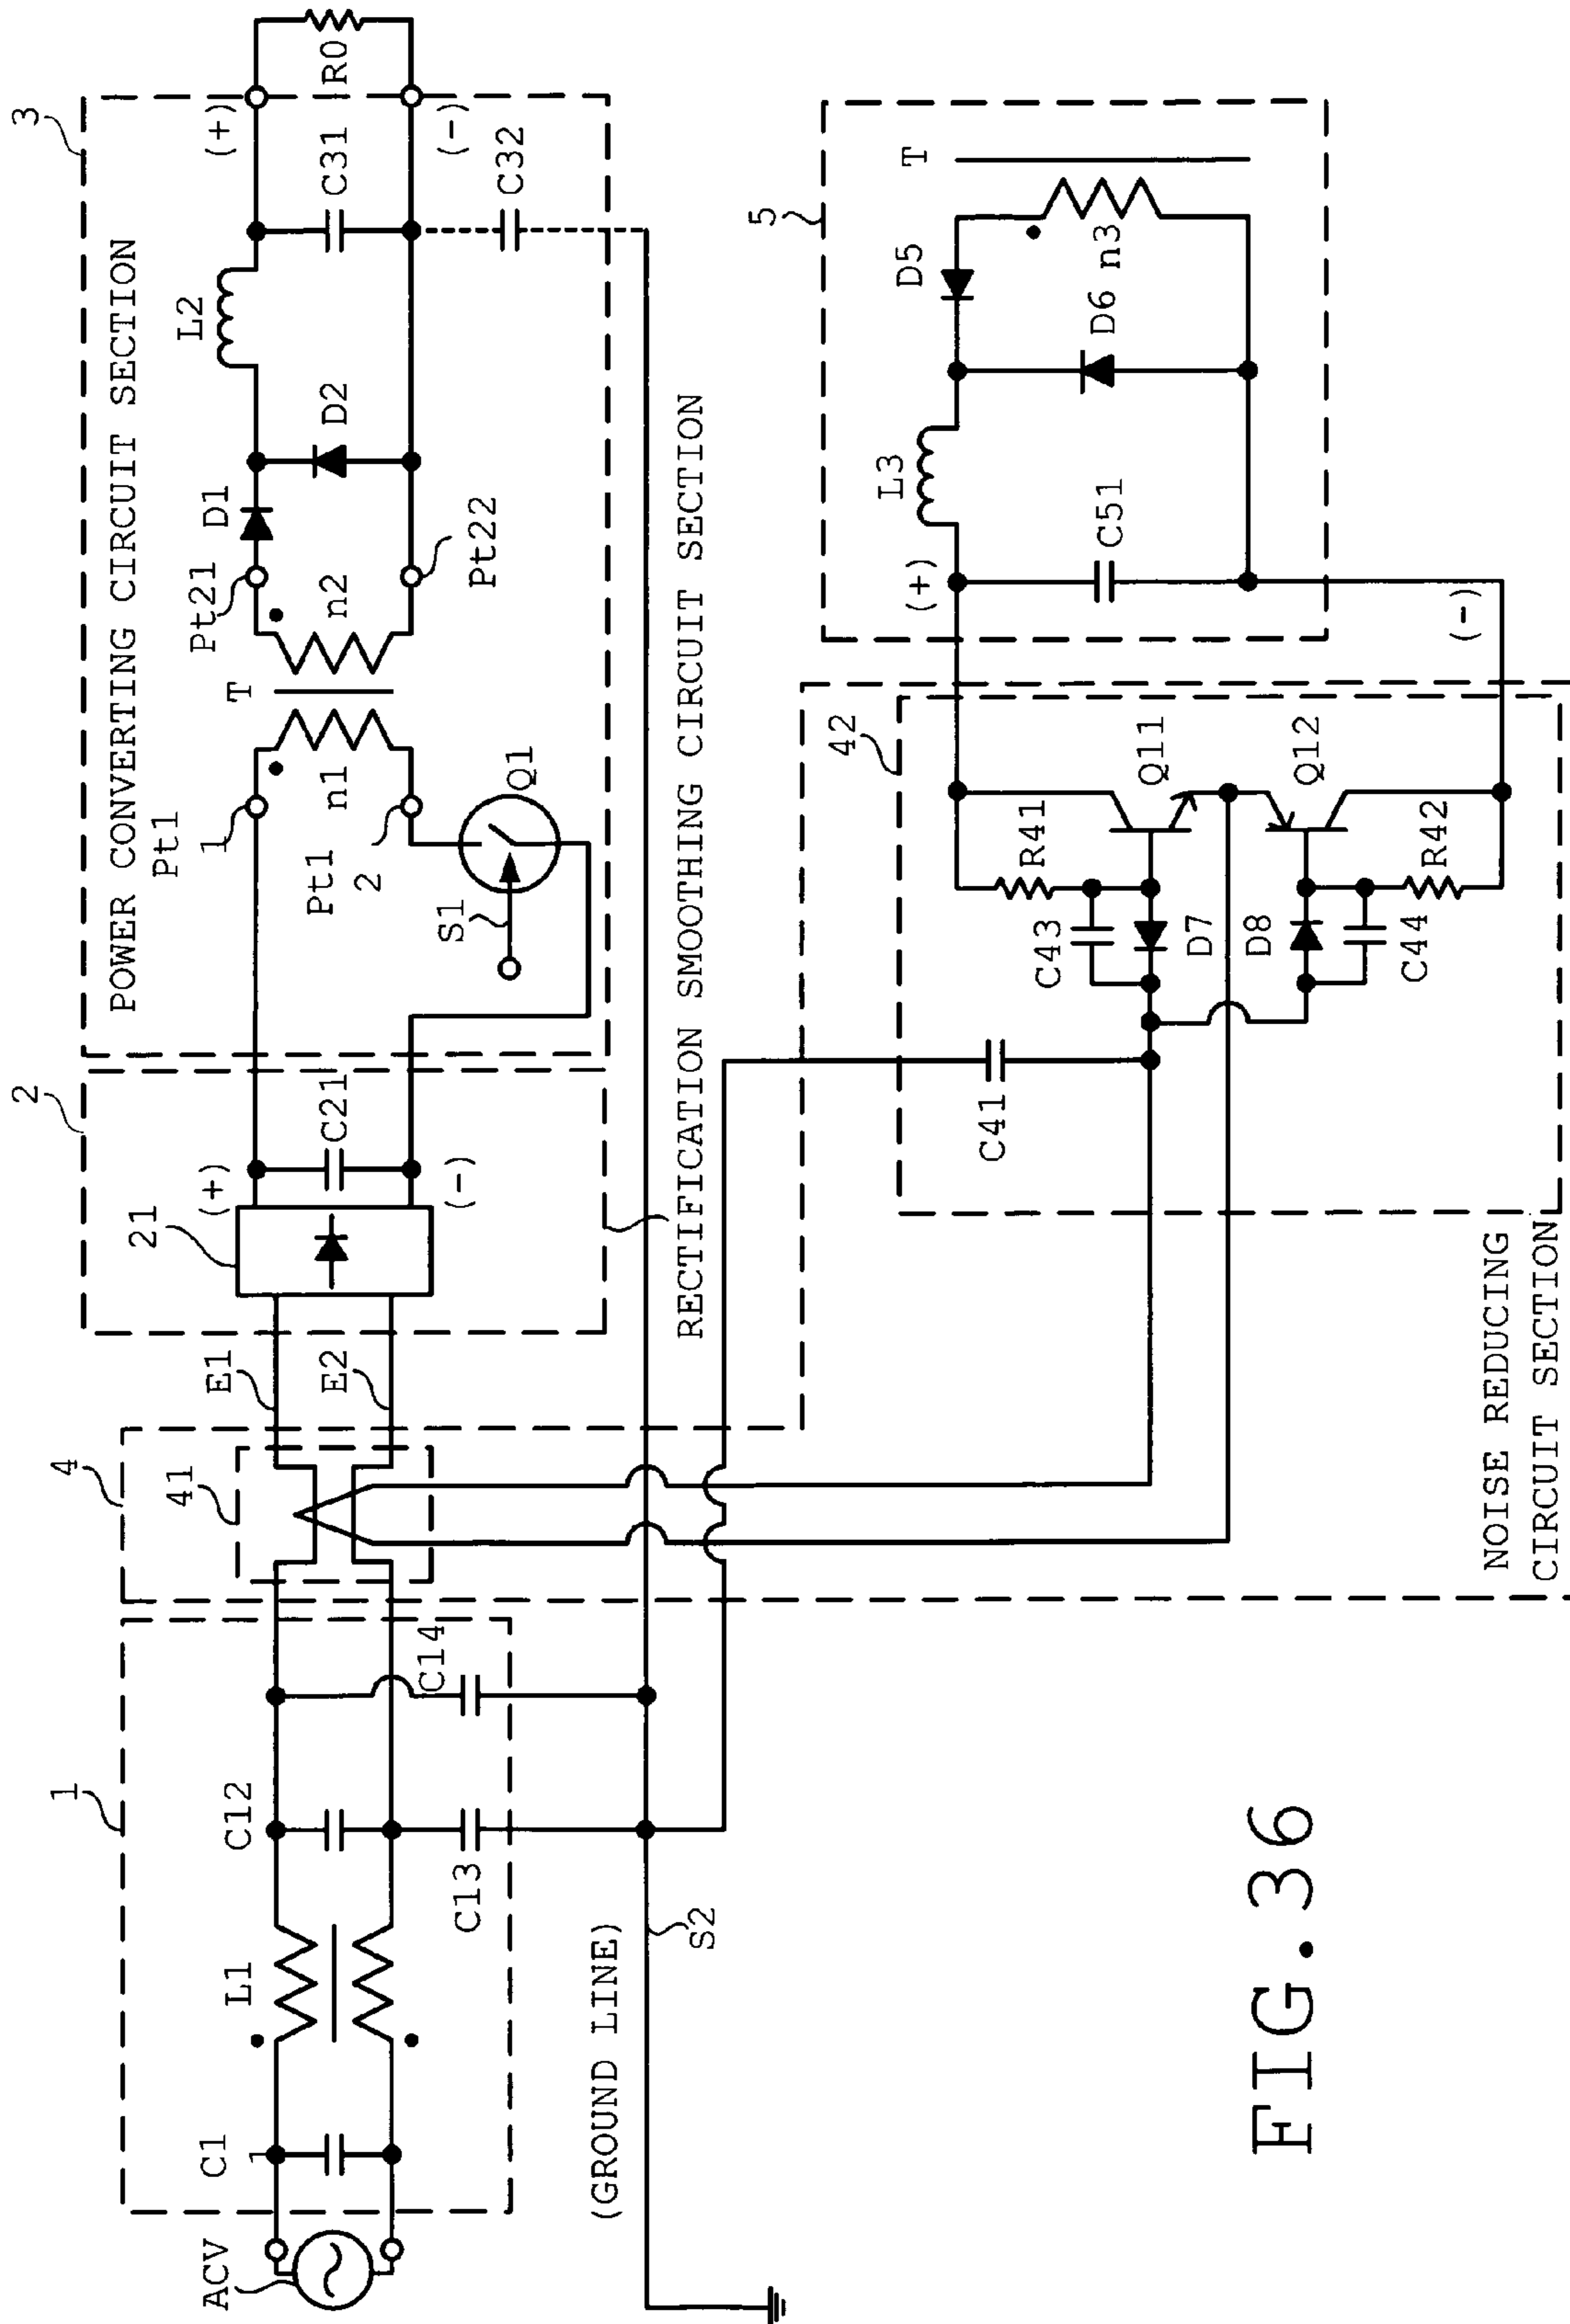 ACV
1
C1
1
L1
C12
C13
C14
(GROUND LINE)
S2
4
41
E1
E2
2
21
(+)
(-)
C21
RECTIFICATION SMOOTHING CIRCUIT SECTION
3
POWER CONVERTING CIRCUIT SECTION
Pt1
1
Pt1
2
n1
T
n2
S1
Q1
Pt21
Pt22
D1
D2
L2
C31
C32
(+)
(-)
R0
NOISE REDUCING
CIRCUIT SECTION
42
C41
C43
R41
D7
D8
C44
R42
Q11
Q12
5
(+)
(-)
C51
L3
D5
D6
n3
T
FIG.36